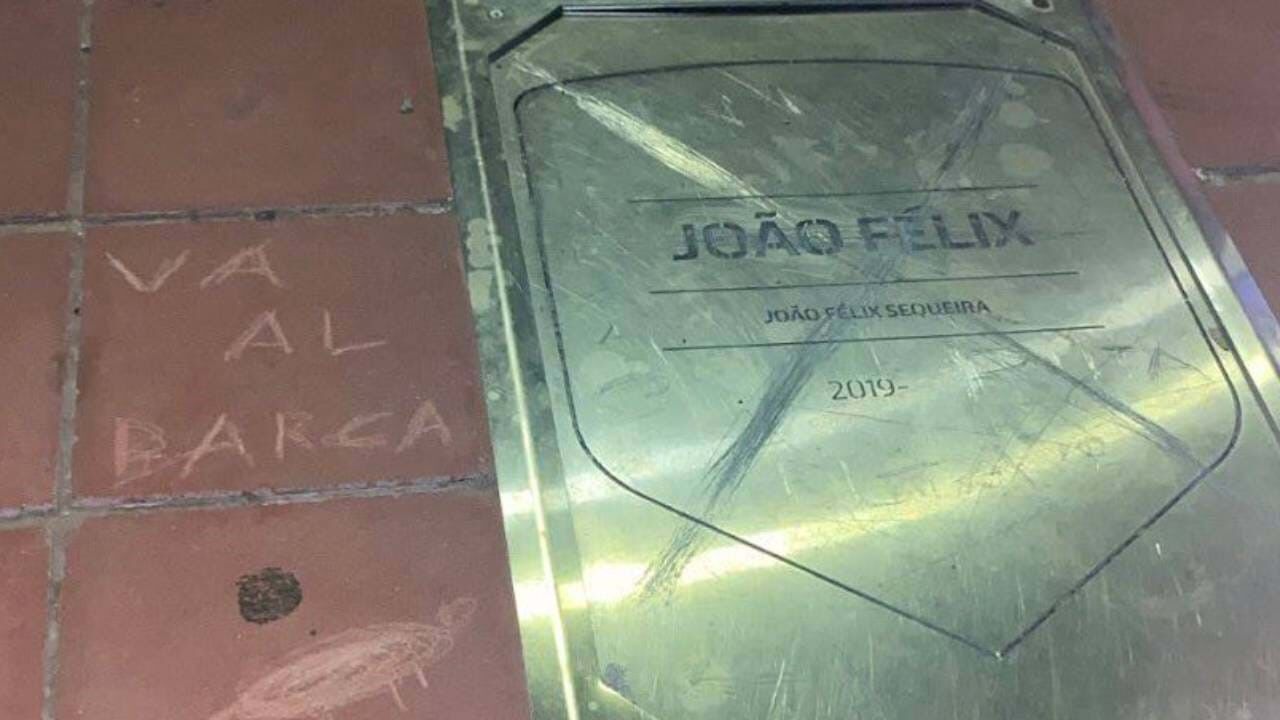 VA
AL
BARCA
JOÃO FÉLIX
JOÃO FÉLIX SEQUEIRA
2019-